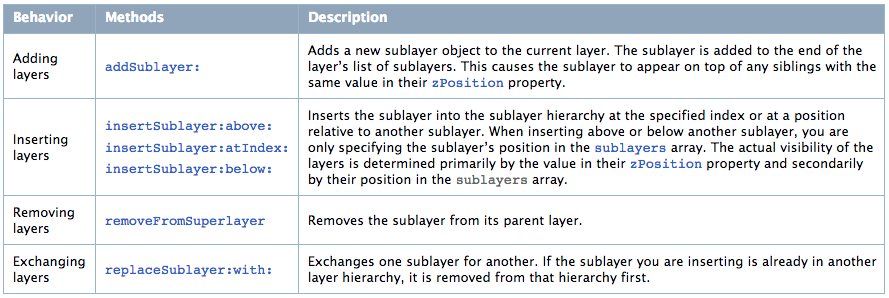 Behavior Methods Description
Adding
layers
addSublayer:
Adds a new sublayer object to the current layer. The sublayer is added to the end of the
layer's list of sublayers. This causes the sublayer to appear on top of any siblings with the
same value in their zPosition property.
Inserting
layers
insertSublayer:above:
insertSublayer:atIndex:
insertSublayer:below:
Inserts the sublayer into the sublayer hierarchy at the specified index or at a position
relative to another sublayer. When inserting above or below another sublayer, you are
only specifying the sublayer's position in the sublayers array. The actual visibility of the
layers is determined primarily by the value in their zPosition property and secondarily
by their position in the sublayers array.
Removing
layers
removeFromSuperlayer
Removes the sublayer from its parent layer.
Exchanging
layers
replaceSublayer:with:
Exchanges one sublayer for another. If the sublayer you are inserting is already in another
layer hierarchy, it is removed from that hierarchy first.